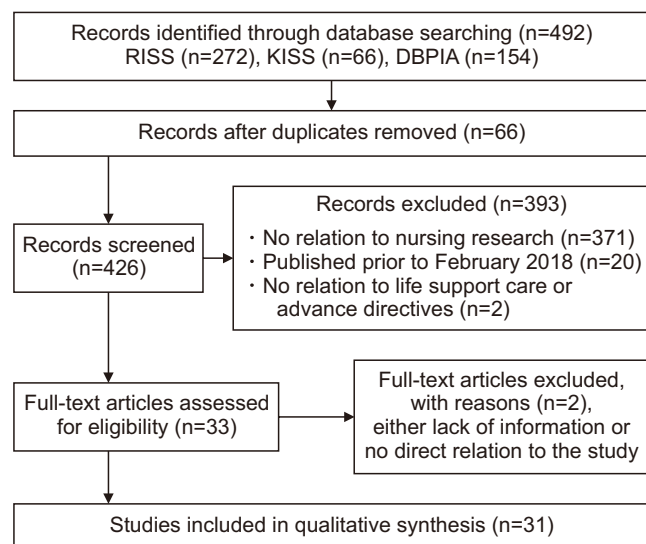 Records identified through database searching (n=492)
RISS (n=272), KISS (n=66), DBPIA (n=154)
Records after duplicates removed (n=66)
Records excluded (n=393)
· No relation to nursing research (n=371)
· Published prior to February 2018 (n=20)
· No relation to life support care or
advance directives (n=2)
Records screened
(n=426)
Full-text articles assessed
for eligibility (n=33)
Full-text articles excluded,
with reasons (n=2),
either lack of information or
no direct relation to the study
Studies included in qualitative synthesis (n=31)